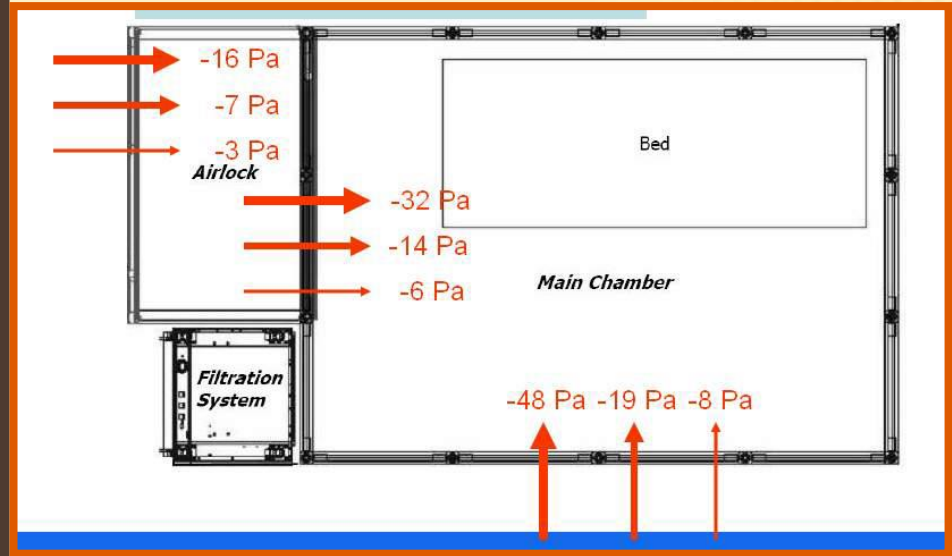 -16 Pa
-7 Pa
-3 Pa
Airlock
Bed
-32 Pa
-14 Pa
-6 Pa
Main Chamber
Filtration
System
-48 Pa -19 Pa -8 Pa